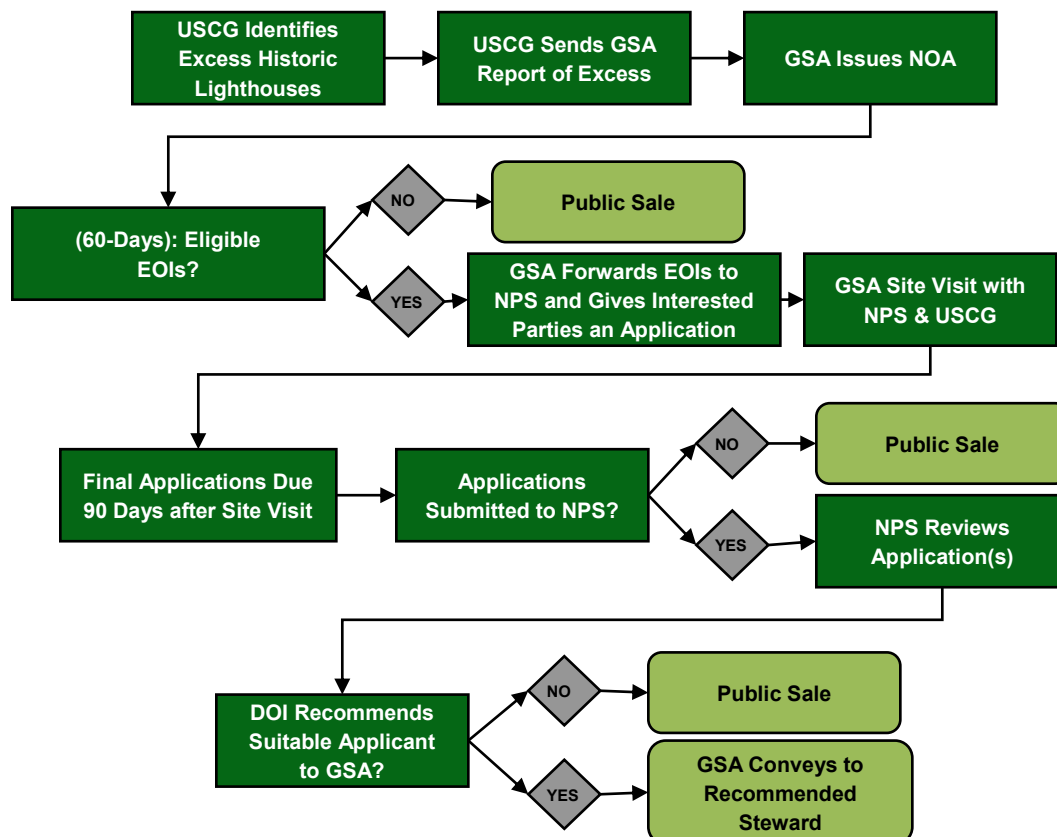 USCG Identifies
Excess Historic
Lighthouses
USCG Sends GSA
Report of Excess
GSA Issues NOA
(60-Days): Eligible
EOIs?
NO
Public Sale
YES
GSA Forwards EOIs to
NPS and Gives Interested
Parties an Application
GSA Site Visit with
NPS & USCG
Final Applications Due
90 Days after Site Visit
Applications
Submitted to NPS?
NO
Public Sale
YES
NPS Reviews
Application(s)
DOI Recommends
Suitable Applicant
to GSA?
NO
Public Sale
YES
GSA Conveys to
Recommended
Steward